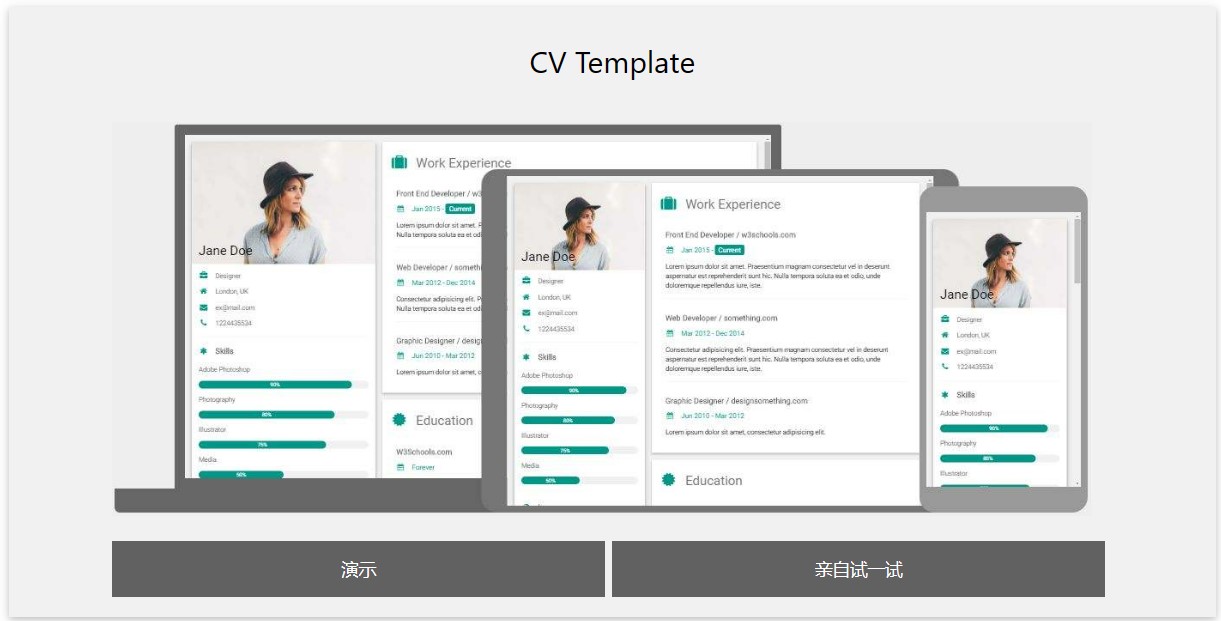 CV Template
Work Experience
Front End Developer / w3
Jan 2015 - Current
Lorem ipsum dolor sit amet. P
Nulla tempora soluta ea et od
Jane Doe
Designer
London, UK
ex@mail.com
1224435534
Web Developer / someth
Mar 2012 - Dec 2014
Consectetur adipisicing elit. P
Nulla tempora soluta ea et od
Graphic Designer / desig
Jun 2010 - Mar 2012
Lorem ipsum dolor sit amet, c
Skills
Adobe Photoshop
90%
Photography
80%
Illustrator
75%
Media
50%
Education
W3Schools.com
Forever
Work Experience
Front End Developer / w3schools.com
Jan 2015 - Current
Lorem ipsum dolor sit amet. Praesentium magnam consectetur vel in deserunt
aspernatur est reprehenderit sunt hic. Nulla tempora soluta ea et odio, unde
doloremque repellendus iure, iste.
Jane Doe
Designer
London, UK
ex@mail.com
1224435534
Web Developer / something.com
Mar 2012 - Dec 2014
Consectetur adipisicing elit. Praesentium magnam consectetur vel in deserunt
aspernatur est reprehenderit sunt hic. Nulla tempora soluta ea et odio, unde
doloremque repellendus iure, iste.
Graphic Designer / designsomething.com
Jun 2010 - Mar 2012
Lorem ipsum dolor sit amet, consectetur adipisicing elit.
Skills
Adobe Photoshop
90%
Photography
80%
Illustrator
75%
Media
50%
Education
Jane Doe
Designer
London, UK
ex@mail.com
1224435534
Skills
Adobe Photoshop
90%
Photography
80%
Illustrator
演示
亲自试一试